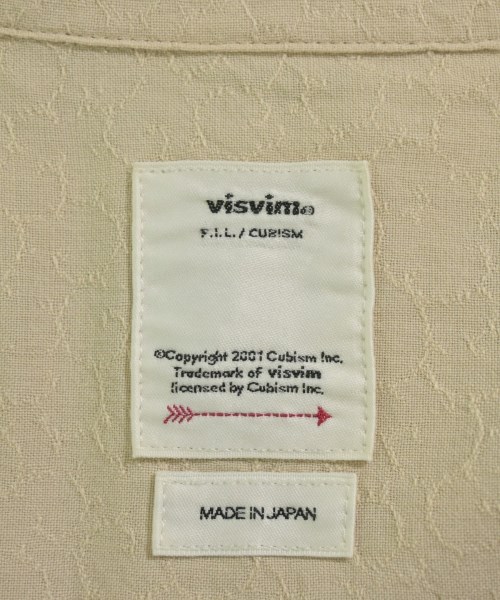 visvim®
F.I.L. / CUBISM
©Copyright 2001 Cubism Inc.
Trademark of visvim
licensed by Cubism Inc.
MADE IN JAPAN